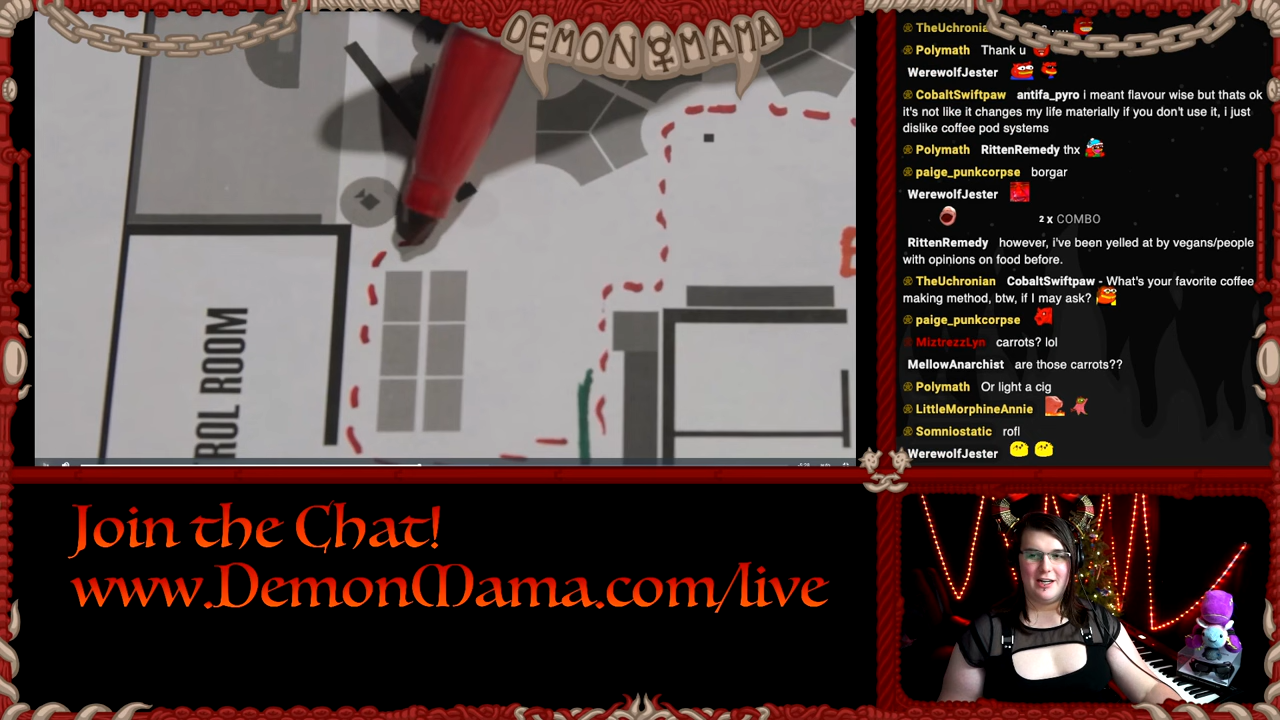 DEMON MAMA
TheUchronia
Polymath Thank u
WerewolfJester
CobaltSwiftpaw antifa_pyro i meant flavour wise but thats ok
it's not like it changes my life materially if you don't use it, i just
dislike coffee pod systems
Polymath RittenRemedy thx
paige_punkcorpse borgar
WerewolfJester
2 x COMBO
RittenRemedy however, i've been yelled at by vegans/people
with opinions on food before.
TheUchronian CobaltSwiftpaw - What's your favorite coffee
making method, btw, if I may ask?
paige_punkcorpse
MiztrezzLyn carrots? lol
MellowAnarchist are those carrots??
Polymath Or light a cig
LittleMorphineAnnie
Somniostatic rofl
WerewolfJester
ROL ROOM
Join the Chat!
www.DemonMama.com/live